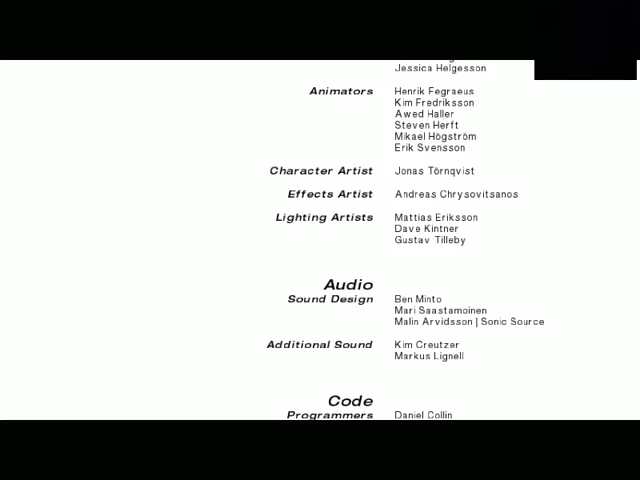 Jessica Helgesson
Animators Henrik Fegraeus
Kim Fredriksson
Awed Haller
Steven Herft
Mikael Högström
Erik Svensson
Character Artist Jonas Törnqvist
Effects Artist Andreas Chrysovitsanos
Lighting Artists Mattias Eriksson
Dave Kintner
Gustav Tilleby
Audio
Sound Design Ben Minto
Mari Saastamoinen
Malin Arvidsson | Sonic Source
Additional Sound Kim Creutzer
Markus Lignell
Code
Programmers Daniel Collin